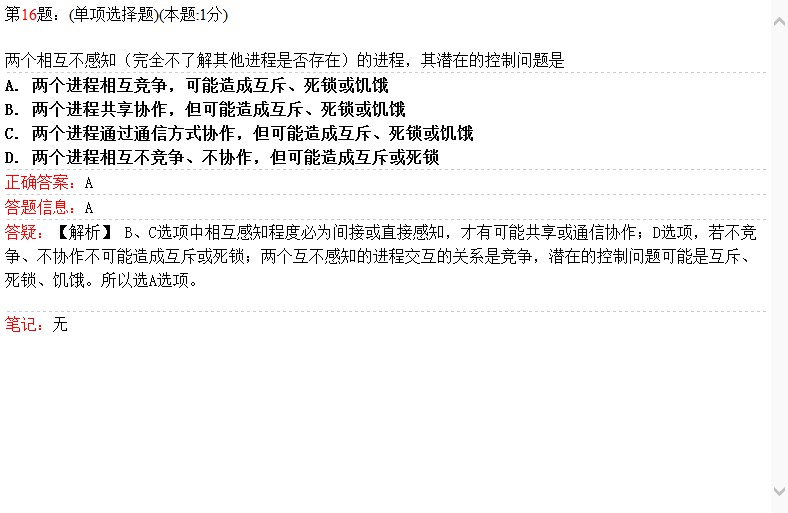 第16题：(单项选择题)(本题:1分)
两个相互不感知（完全不了解其他进程是否存在）的进程，其潜在的控制问题是
A. 两个进程相互竞争，可能造成互斥、死锁或饥饿
B. 两个进程共享协作，但可能造成互斥、死锁或饥饿
C. 两个进程通过通信方式协作，但可能造成互斥、死锁或饥饿
D. 两个进程相互不竞争、不协作，但可能造成互斥或死锁
正确答案：A
答题信息：A
答疑：【解析】 B、C选项中相互感知程度必为间接或直接感知，才有可能共享或通信协作；D选项，若不竞
争、不协作不可能造成互斥或死锁；两个互不感知的进程交互的关系是竞争，潜在的控制问题可能是互斥、
死锁、饥饿。所以选A选项。
笔记：无